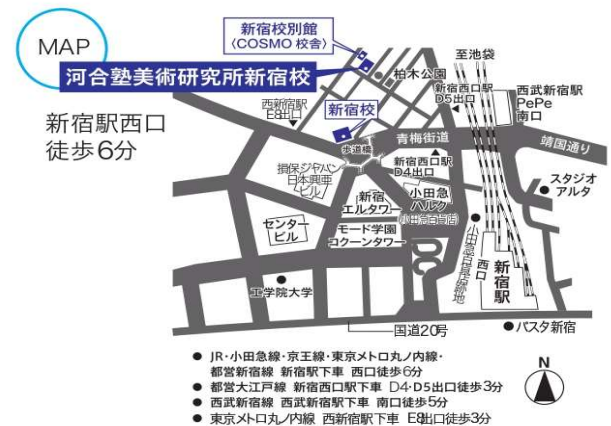 MAP
新宿校別館
〈COSMO 校舎〉
河合塾美術研究所新宿校
新宿駅西口
徒歩6分
至池袋
柏木公園
新宿西口駅
D5出口
西武新宿駅
PePe
南口
西新宿駅
E8出口
新宿校
青梅街道
靖国通り
歩道橋
新宿西口駅
D4出口
スタジオ
アルタ
損保ジャパン
日本興亜
ビル
新宿
エルタワー
小田急
ハルク
(小田急百貨店)
センター
ビル
モード学園
コクーンタワー
小田急百貨店跡地
西口
新宿駅
工学院大学
国道20号
バスタ新宿
● JR・小田急線・京王線・東京メトロ丸ノ内線・
都営新宿線 新宿駅下車 西口徒歩6分
● 都営大江戸線 新宿西口駅下車 D4・D5出口徒歩3分
● 西武新宿線 西武新宿駅下車 南口徒歩5分
● 東京メトロ丸ノ内線 西新宿駅下車 E8出口徒歩3分
N